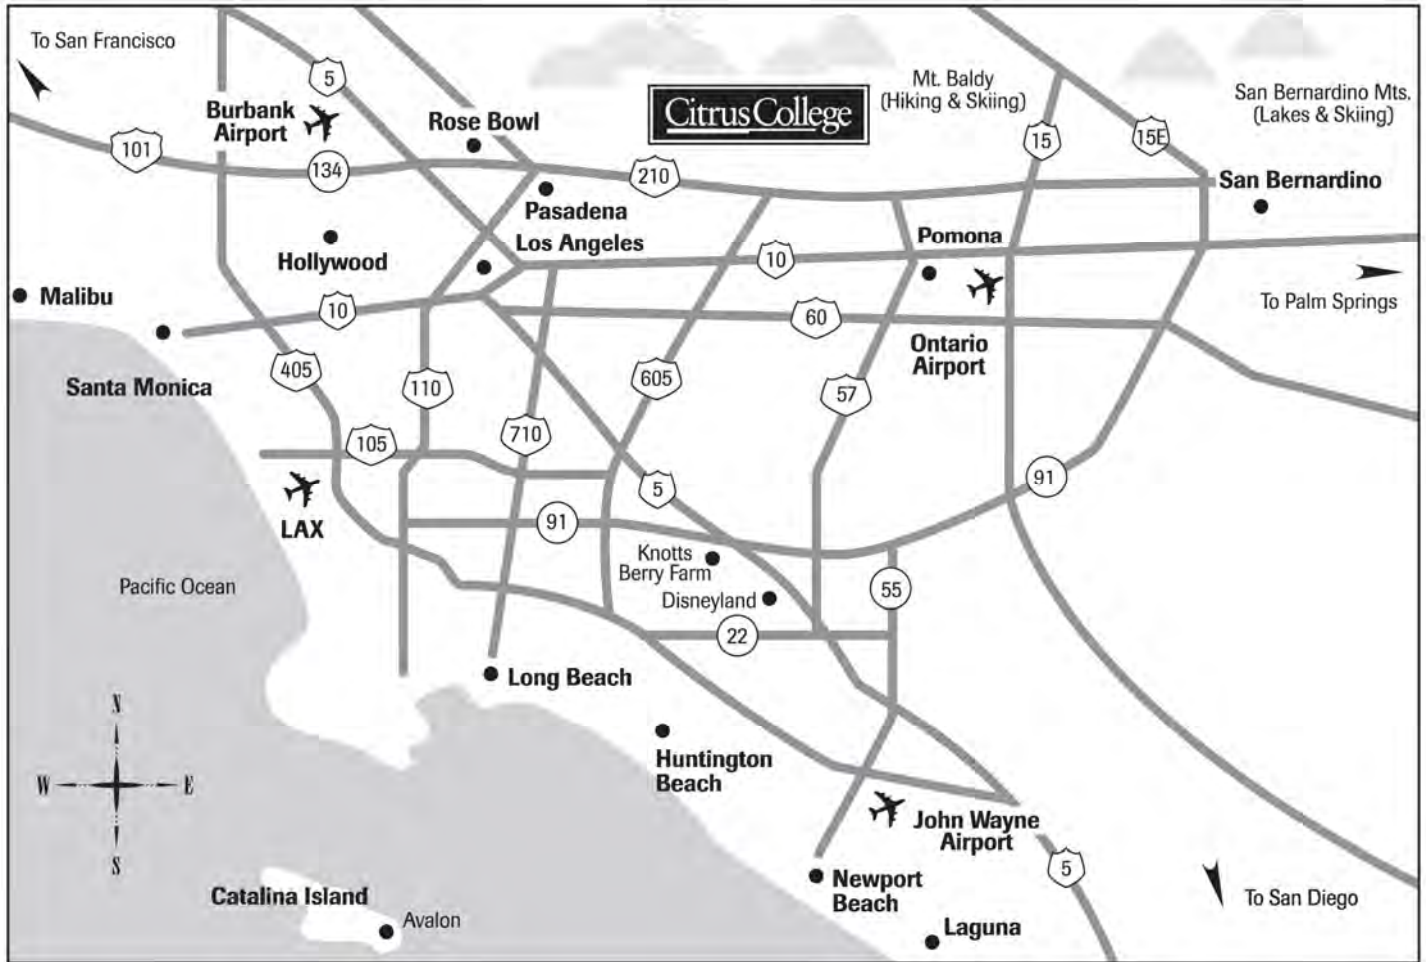 To San Francisco
5
Burbank
Airport
Rose Bowl
Citrus College
Mt. Baldy
(Hiking & Skiing)
San Bernardino Mts.
(Lakes & Skiing)
101
134
210
15
15E
San Bernardino
Pasadena
Los Angeles
Hollywood
Pomona
10
Malibu
10
60
To Palm Springs
Ontario
Airport
Santa Monica
405
110
605
57
105
710
5
91
LAX
91
Knotts
Berry Farm
Disneyland
55
Pacific Ocean
22
Long Beach
N
W
E
S
Huntington
Beach
John Wayne
Airport
5
Newport
Beach
To San Diego
Catalina Island
Avalon
Laguna